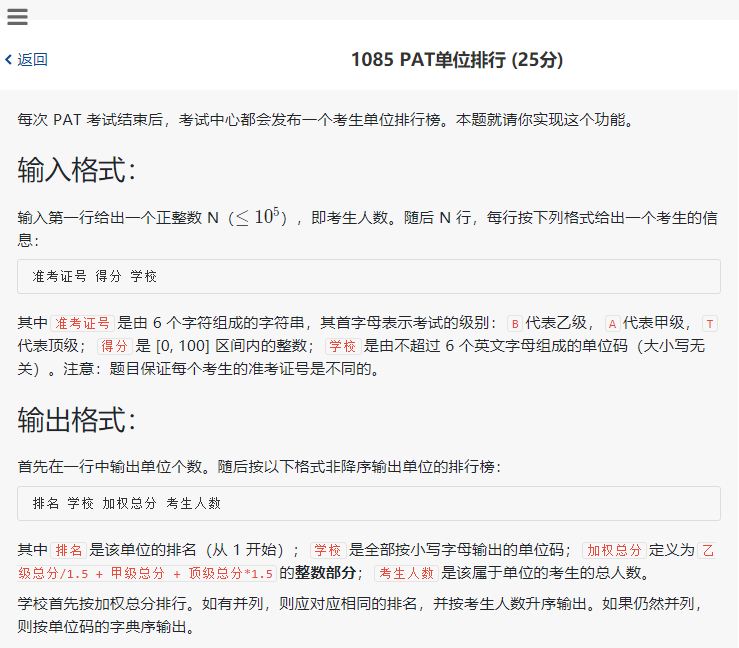 返回
1085 PAT单位排行 (25分)
每次 PAT 考试结束后，考试中心都会发布一个考生单位排行榜。本题就请你实现这个功能。
输入格式：
输入第一行给出一个正整数 N（≤ 10⁵），即考生人数。随后 N 行，每行按下列格式给出一个考生的信
息：
准考证号 得分 学校
其中 准考证号 是由 6 个字符组成的字符串，其首字母表示考试的级别：B 代表乙级，A 代表甲级，T
代表顶级；得分 是 [0, 100] 区间内的整数；学校 是由不超过 6 个英文字母组成的单位码（大小写无
关）。注意：题目保证每个考生的准考证号是不同的。
输出格式：
首先在一行中输出单位个数。随后按以下格式非降序输出单位的排行榜：
排名 学校 加权总分 考生人数
其中 排名 是该单位的排名（从 1 开始）；学校 是全部按小写字母输出的单位码；加权总分 定义为 乙
级总分/1.5 + 甲级总分 + 顶级总分*1.5 的整数部分；考生人数 是该属于单位的考生的总人数。
学校首先按加权总分排行。如有并列，则应对应相同的排名，并按考生人数升序输出。如果仍然并列，
则按单位码的字典序输出。